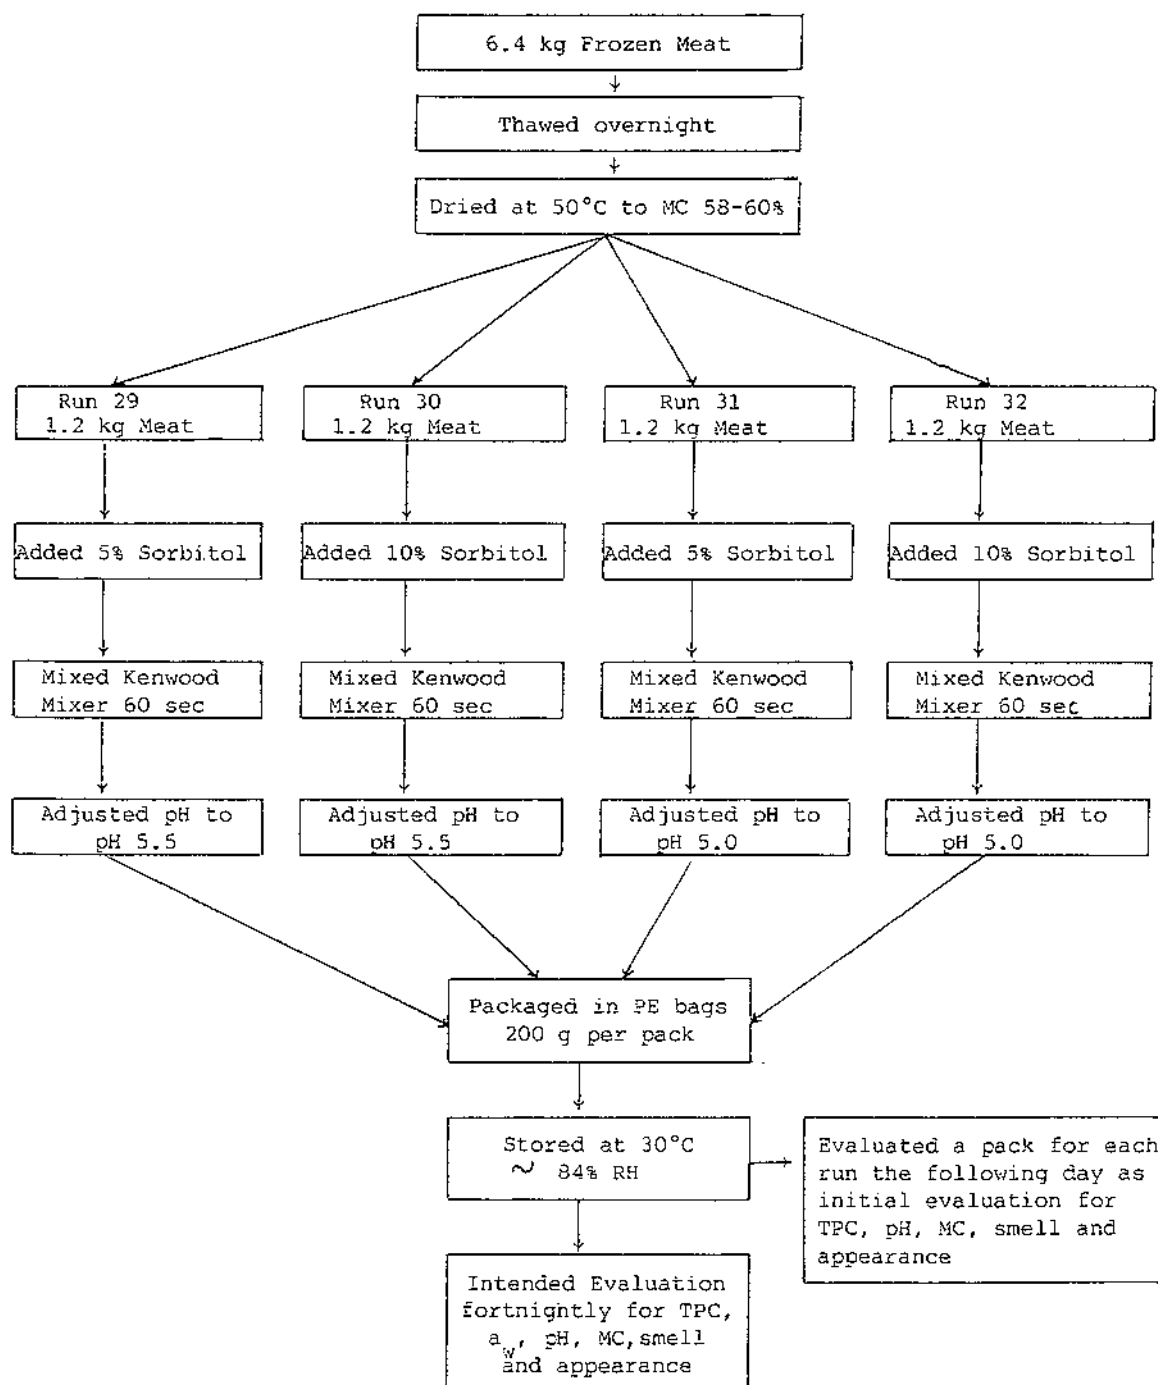 6.4 kg Frozen Meat
Thawed overnight
Dried at 50°C to MC 58-60%
Run 29
1.2 kg Meat
Run 30
1.2 kg Meat
Run 31
1.2 kg Meat
Run 32
1.2 kg Meat
Added 5% Sorbitol
Added 10% Sorbitol
Added 5% Sorbitol
Added 10% Sorbitol
Mixed Kenwood
Mixer 60 sec
Mixed Kenwood
Mixer 60 sec
Mixed Kenwood
Mixer 60 sec
Mixed Kenwood
Mixer 60 sec
Adjusted pH to
pH 5.5
Adjusted pH to
pH 5.5
Adjusted pH to
pH 5.0
Adjusted pH to
pH 5.0
Packaged in PE bags
200 g per pack
Stored at 30°C
~ 84% RH
Evaluated a pack for each
run the following day as
initial evaluation for
TPC, pH, MC, smell and
appearance
Intended Evaluation
fortnightly for TPC,
a_w, pH, MC, smell
and appearance